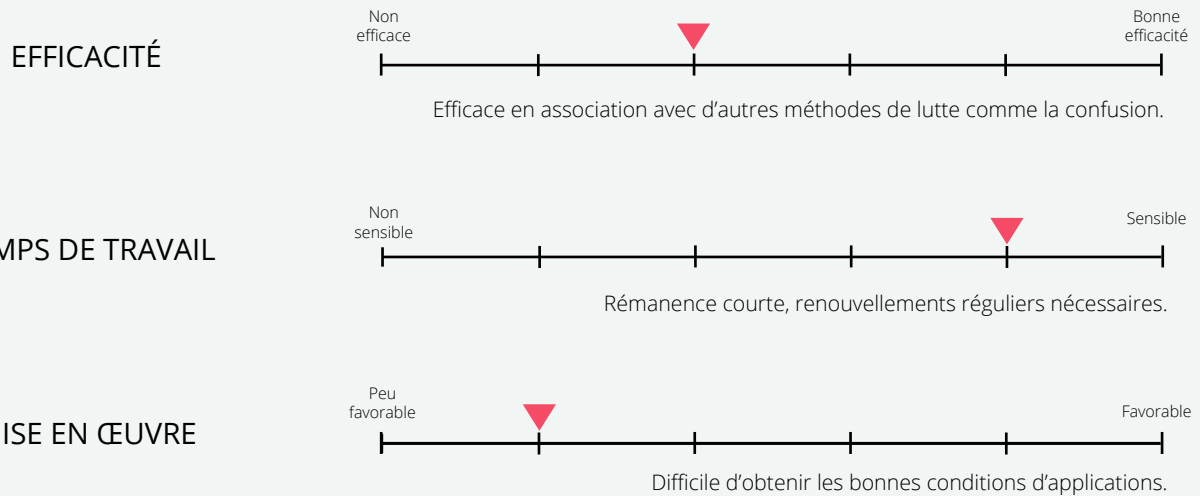 Non
efficace
Bonne
efficacité
EFFICACITÉ
Efficace en association avec d’autres méthodes de lutte comme la confusion.
Non
sensible
Sensible
MPS DE TRAVAIL
Rémanence courte, renouvellements réguliers nécessaires.
Peu
favorable
Favorable
ISE EN ŒUVRE
Difficile d’obtenir les bonnes conditions d’applications.